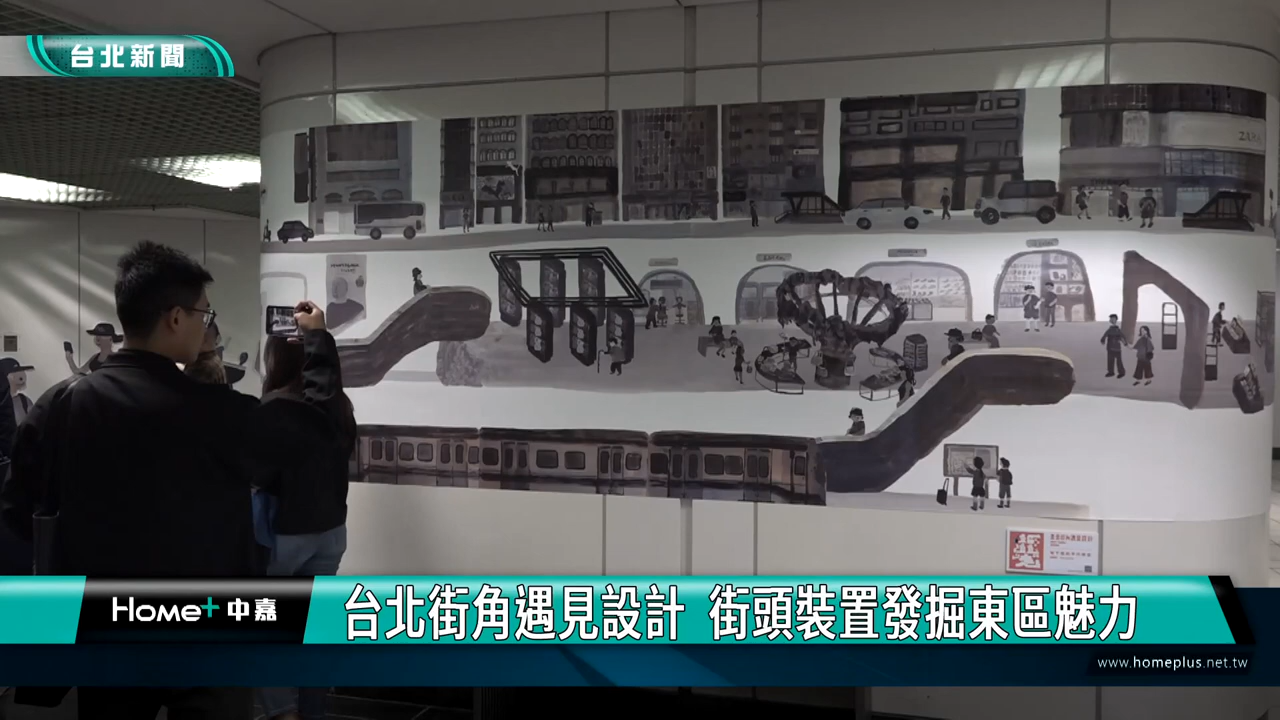 台北新聞
ZARA
Home+ 中嘉
台北街角遇見設計 街頭裝置發掘東區魅力
www.homeplus.net.tw